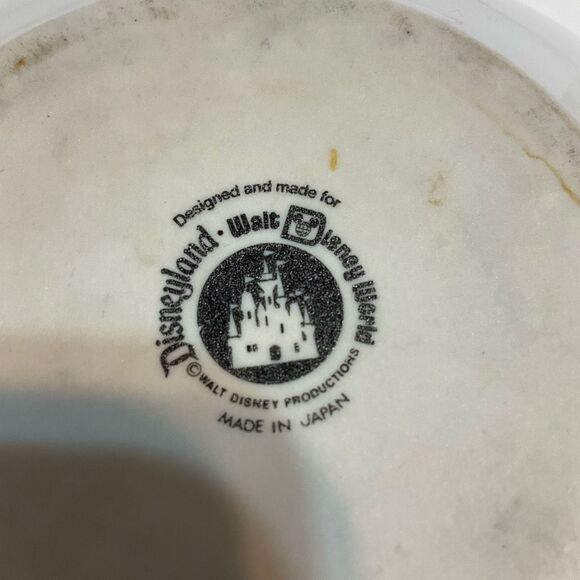 Designed and made for
Disneyland · Walt Disney World
© WALT DISNEY PRODUCTIONS
MADE IN JAPAN